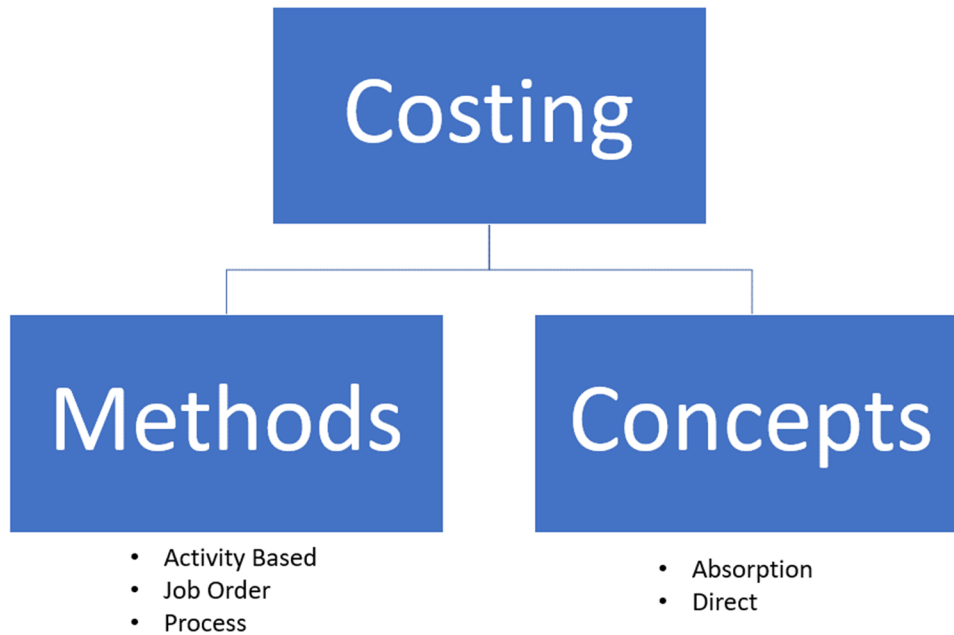 Costing
Methods
Concepts
• Activity Based
• Job Order
• Process
• Absorption
• Direct